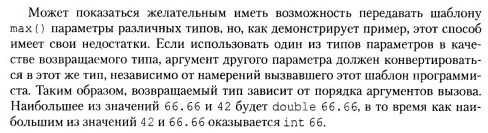 Может показаться желательным иметь возможность передавать шаблону
max() параметры различных типов, но, как демонстрирует пример, этот способ
имеет свои недостатки. Если использовать один из типов параметров в каче-
стве возвращаемого типа, аргумент другого параметра должен конвертировать-
ся в этот же тип, независимо от намерений вызвавшего этот шаблон программи-
ста. Таким образом, возвращаемый тип зависит от порядка аргументов вызова.
Наибольшее из значений 66.66 и 42 будет double 66.66, в то время как наи-
большим из значений 42 и 66.66 оказывается int 66.